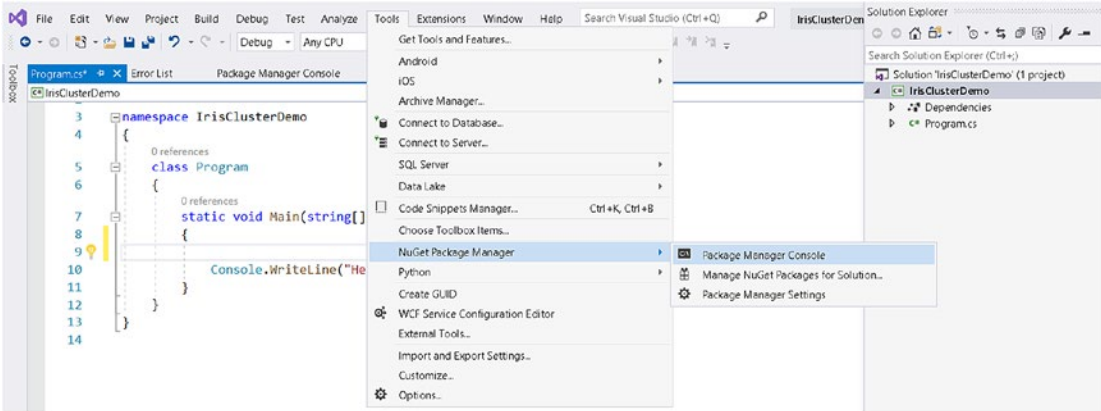 File Edit View Project Build Debug Test Analyze Tools Extensions Window Help Search Visual Studio (Ctrl+Q) IrisClusterDen
Debug Any CPU
Toolbox
Program.cs* Error List Package Manager Console
C# IrisClusterDemo
3 namespace IrisClusterDemo
4 {
0 references
5 class Program
6 {
0 references
7 static void Main(string[]
8 {
9
10 Console.WriteLine("He
11 }
12 }
13 }
14
Get Tools and Features...
Android
iOS
Archive Manager...
Connect to Database...
Connect to Server...
SQL Server
Data Lake
Code Snippets Manager... Ctrl+K, Ctrl+B
Choose Toolbox Items...
NuGet Package Manager
Python
Create GUID
WCF Service Configuration Editor
External Tools...
Import and Export Settings...
Customize...
Options...
Package Manager Console
Manage NuGet Packages for Solution...
Package Manager Settings
Solution Explorer
Search Solution Explorer (Ctrl+;)
Solution 'IrisClusterDemo' (1 project)
C# IrisClusterDemo
Dependencies
C# Program.cs